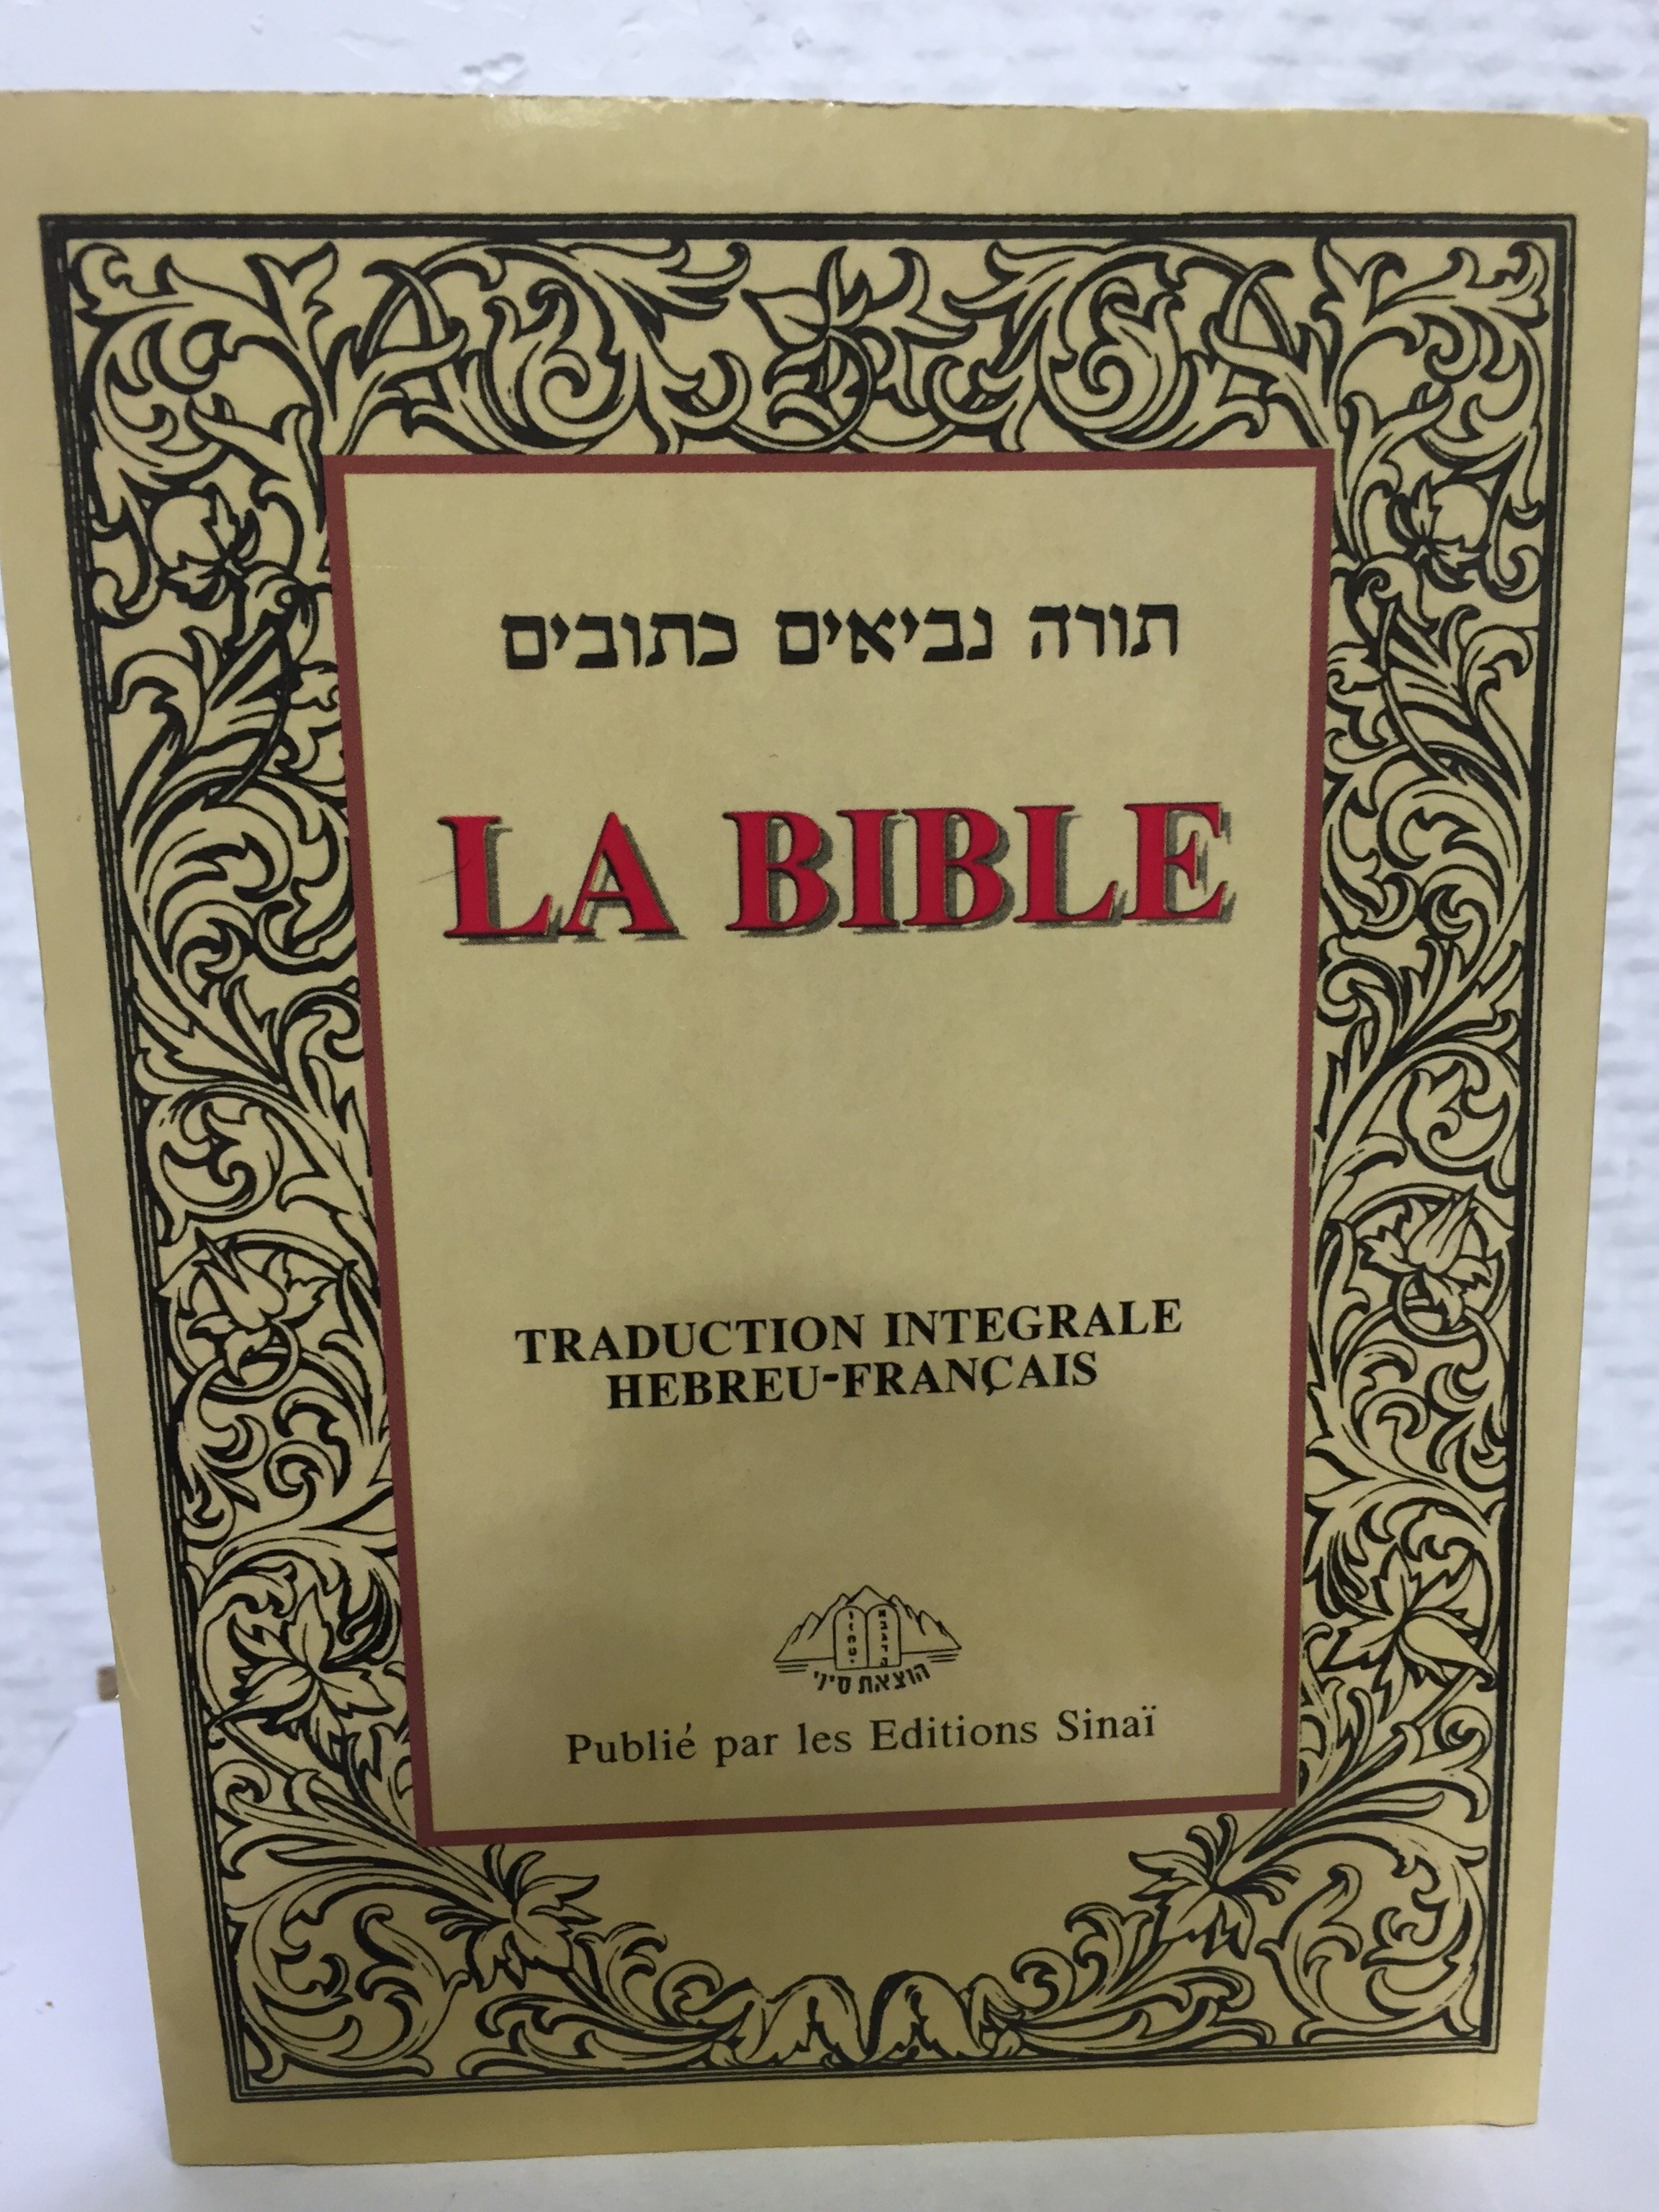 תורה נביאים כתובים
LA BIBLE
TRADUCTION INTEGRALE
HEBREU-FRANÇAIS
הוצאת סיני
Publié par les Editions Sinaï